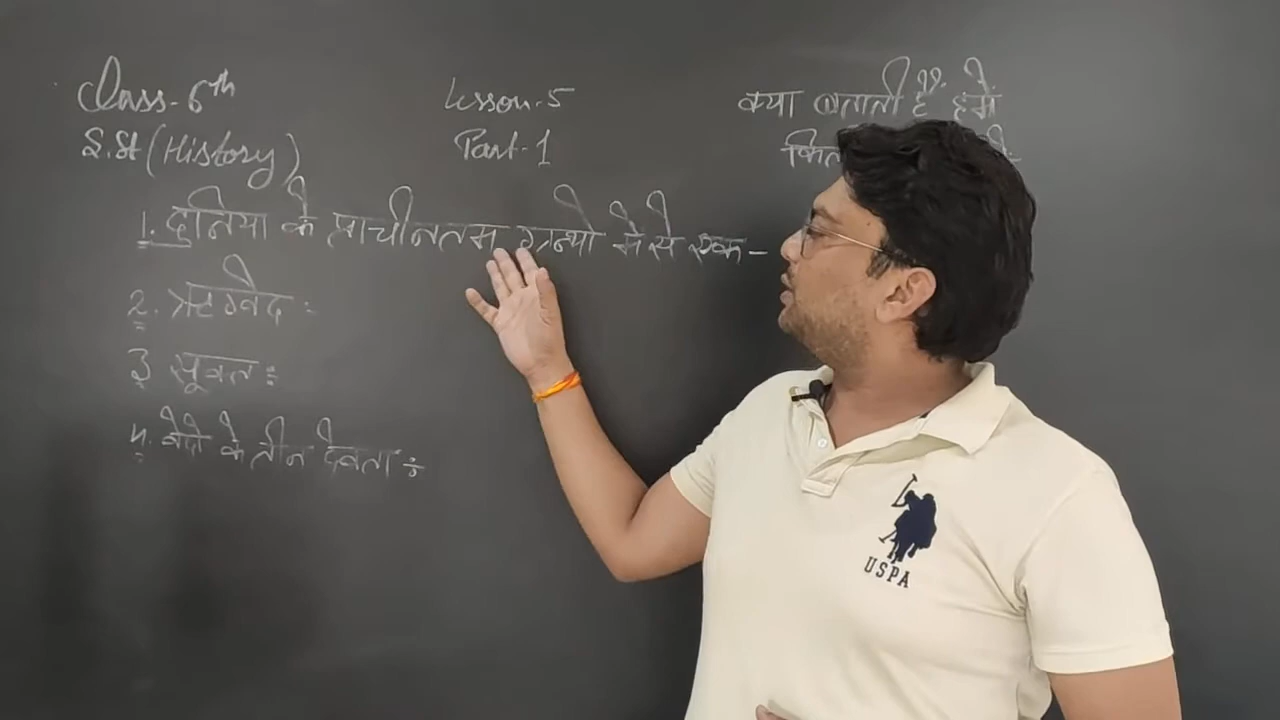 Class-6th
S.St (History)
Lesson-5
Part-1
क्या बताती हैं हमें
1. दुनिया के प्राचीनतम ग्रन्थो में से एक-
2. ऋग्वेद :
3 सूक्त :
4. वेदो के तीन देवता ÷
USPA